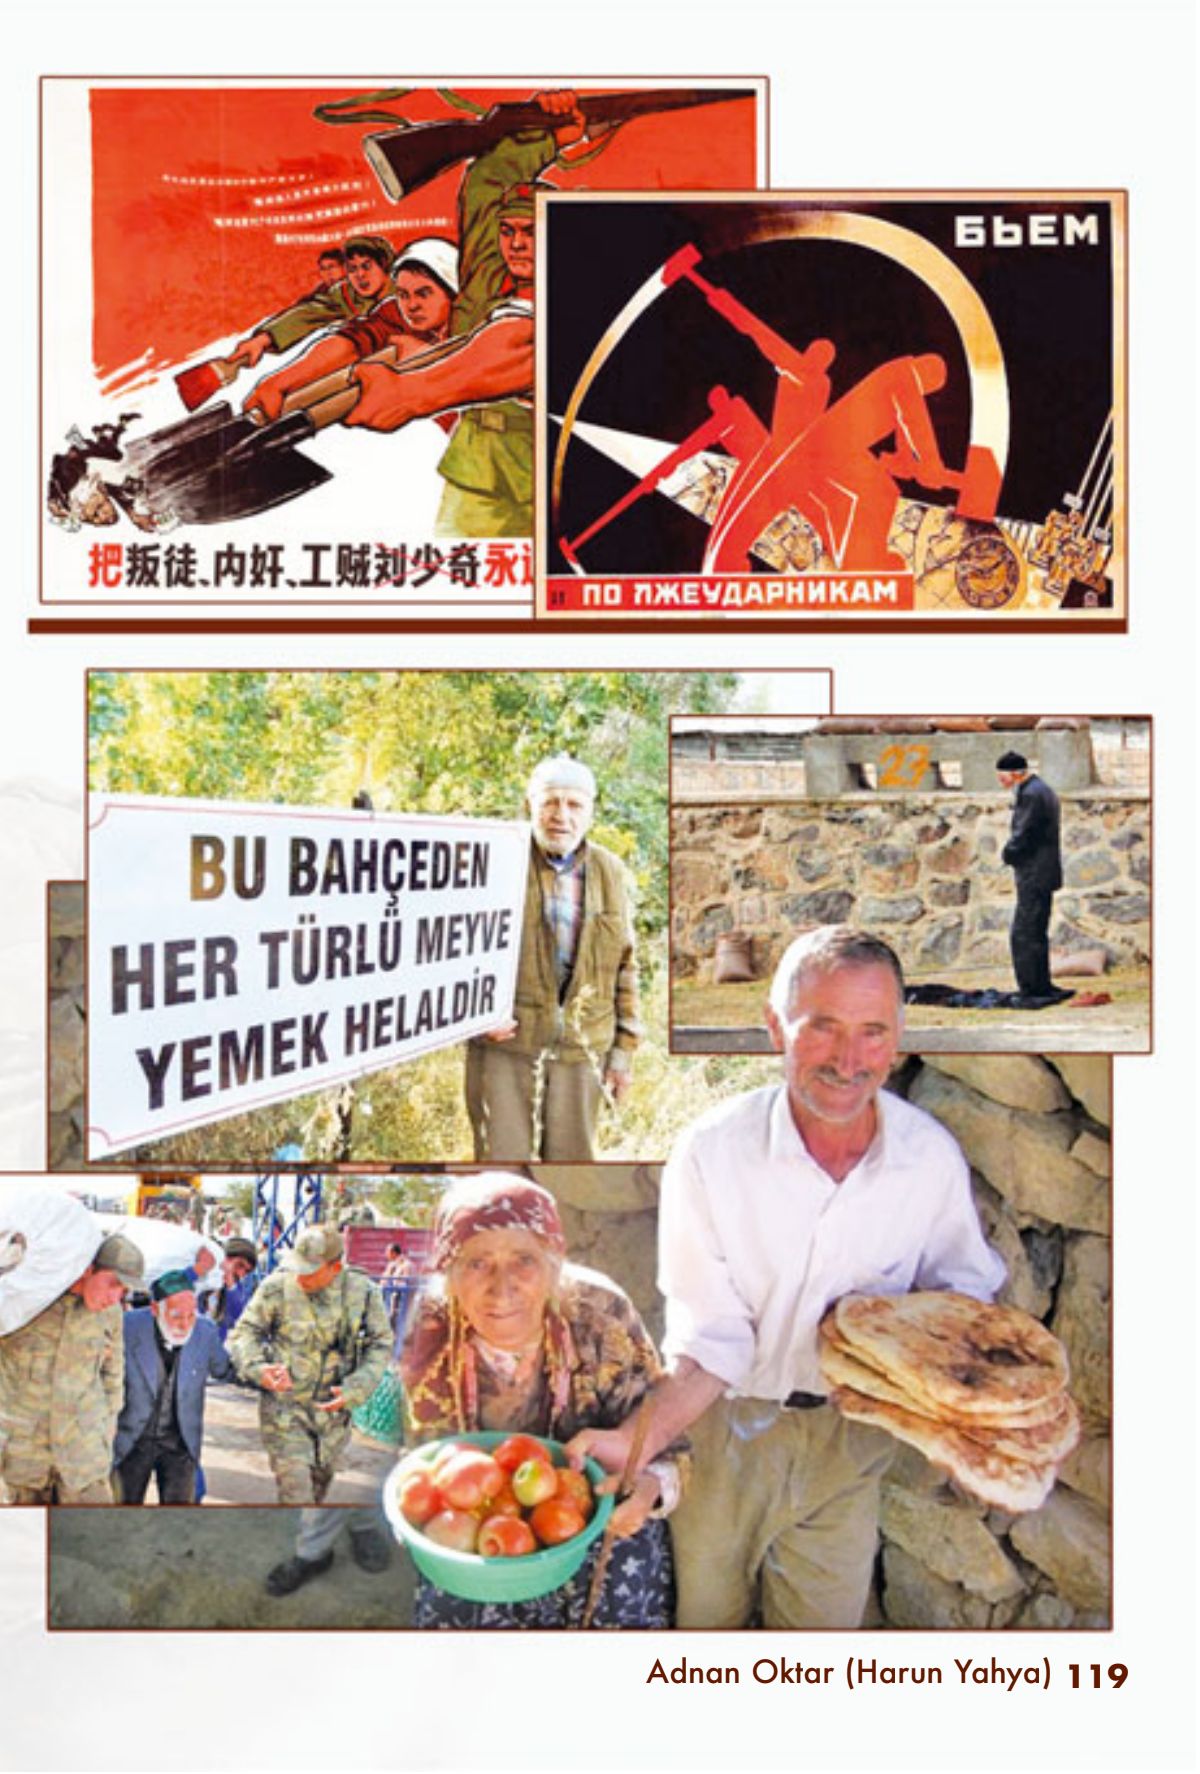 把叛徒、内奸、工贼刘少奇永
БЬЕМ
ПО ЛЖЕУДАРНИКАМ
23
BU BAHÇEDEN
HER TÜRLÜ MEYVE
YEMEK HELALDİR
Adnan Oktar (Harun Yahya) 119